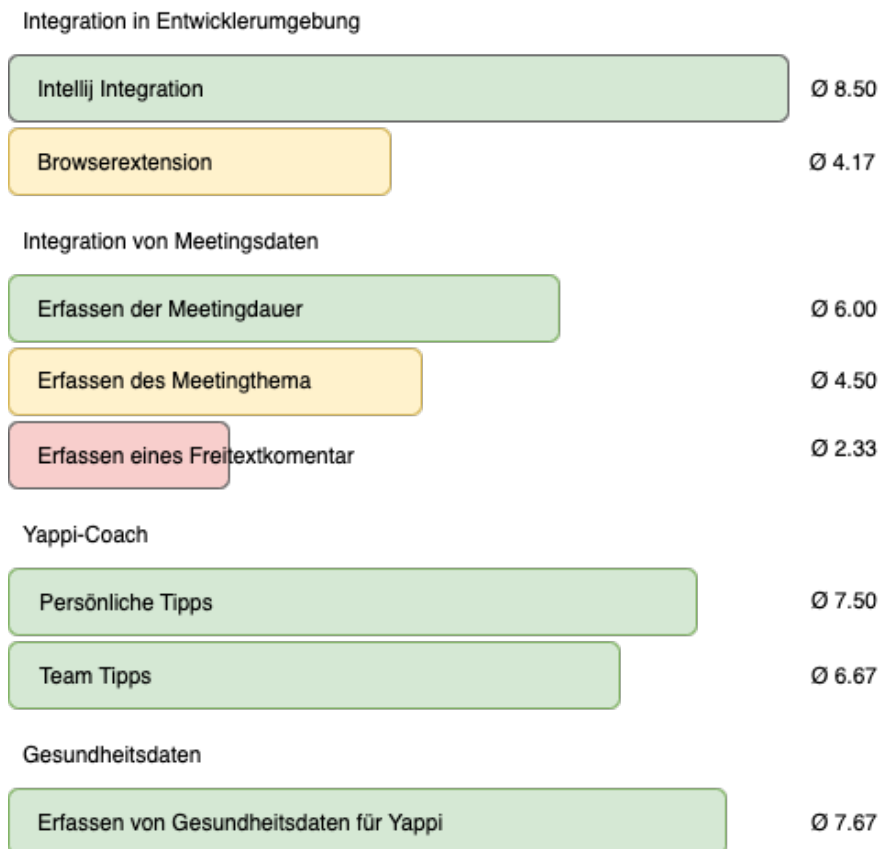 Integration in Entwicklerumgebung
Intellij Integration Ø 8.50
Browserextension Ø 4.17
Integration von Meetingsdaten
Erfassen der Meetingdauer Ø 6.00
Erfassen des Meetingthema Ø 4.50
Erfassen eines Freitextkomentar Ø 2.33
Yappi-Coach
Persönliche Tipps Ø 7.50
Team Tipps Ø 6.67
Gesundheitsdaten
Erfassen von Gesundheitsdaten für Yappi Ø 7.67